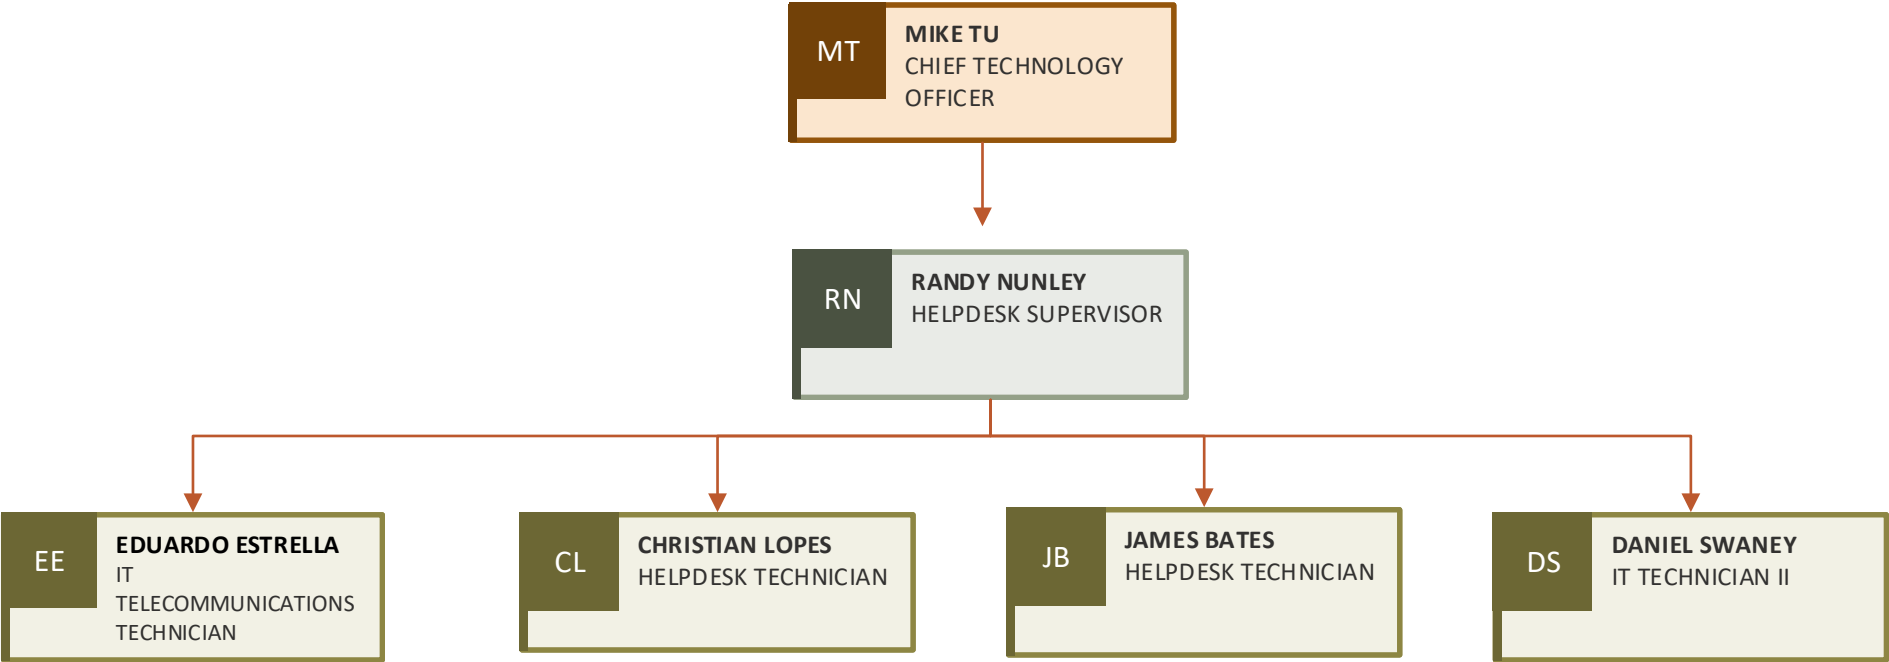 MT
MIKE TU
CHIEF TECHNOLOGY
OFFICER
RN
RANDY NUNLEY
HELPDESK SUPERVISOR
EE
EDUARDO ESTRELLA
IT
TELECOMMUNICATIONS
TECHNICIAN
CL
CHRISTIAN LOPES
HELPDESK TECHNICIAN
JB
JAMES BATES
HELPDESK TECHNICIAN
DS
DANIEL SWANEY
IT TECHNICIAN II